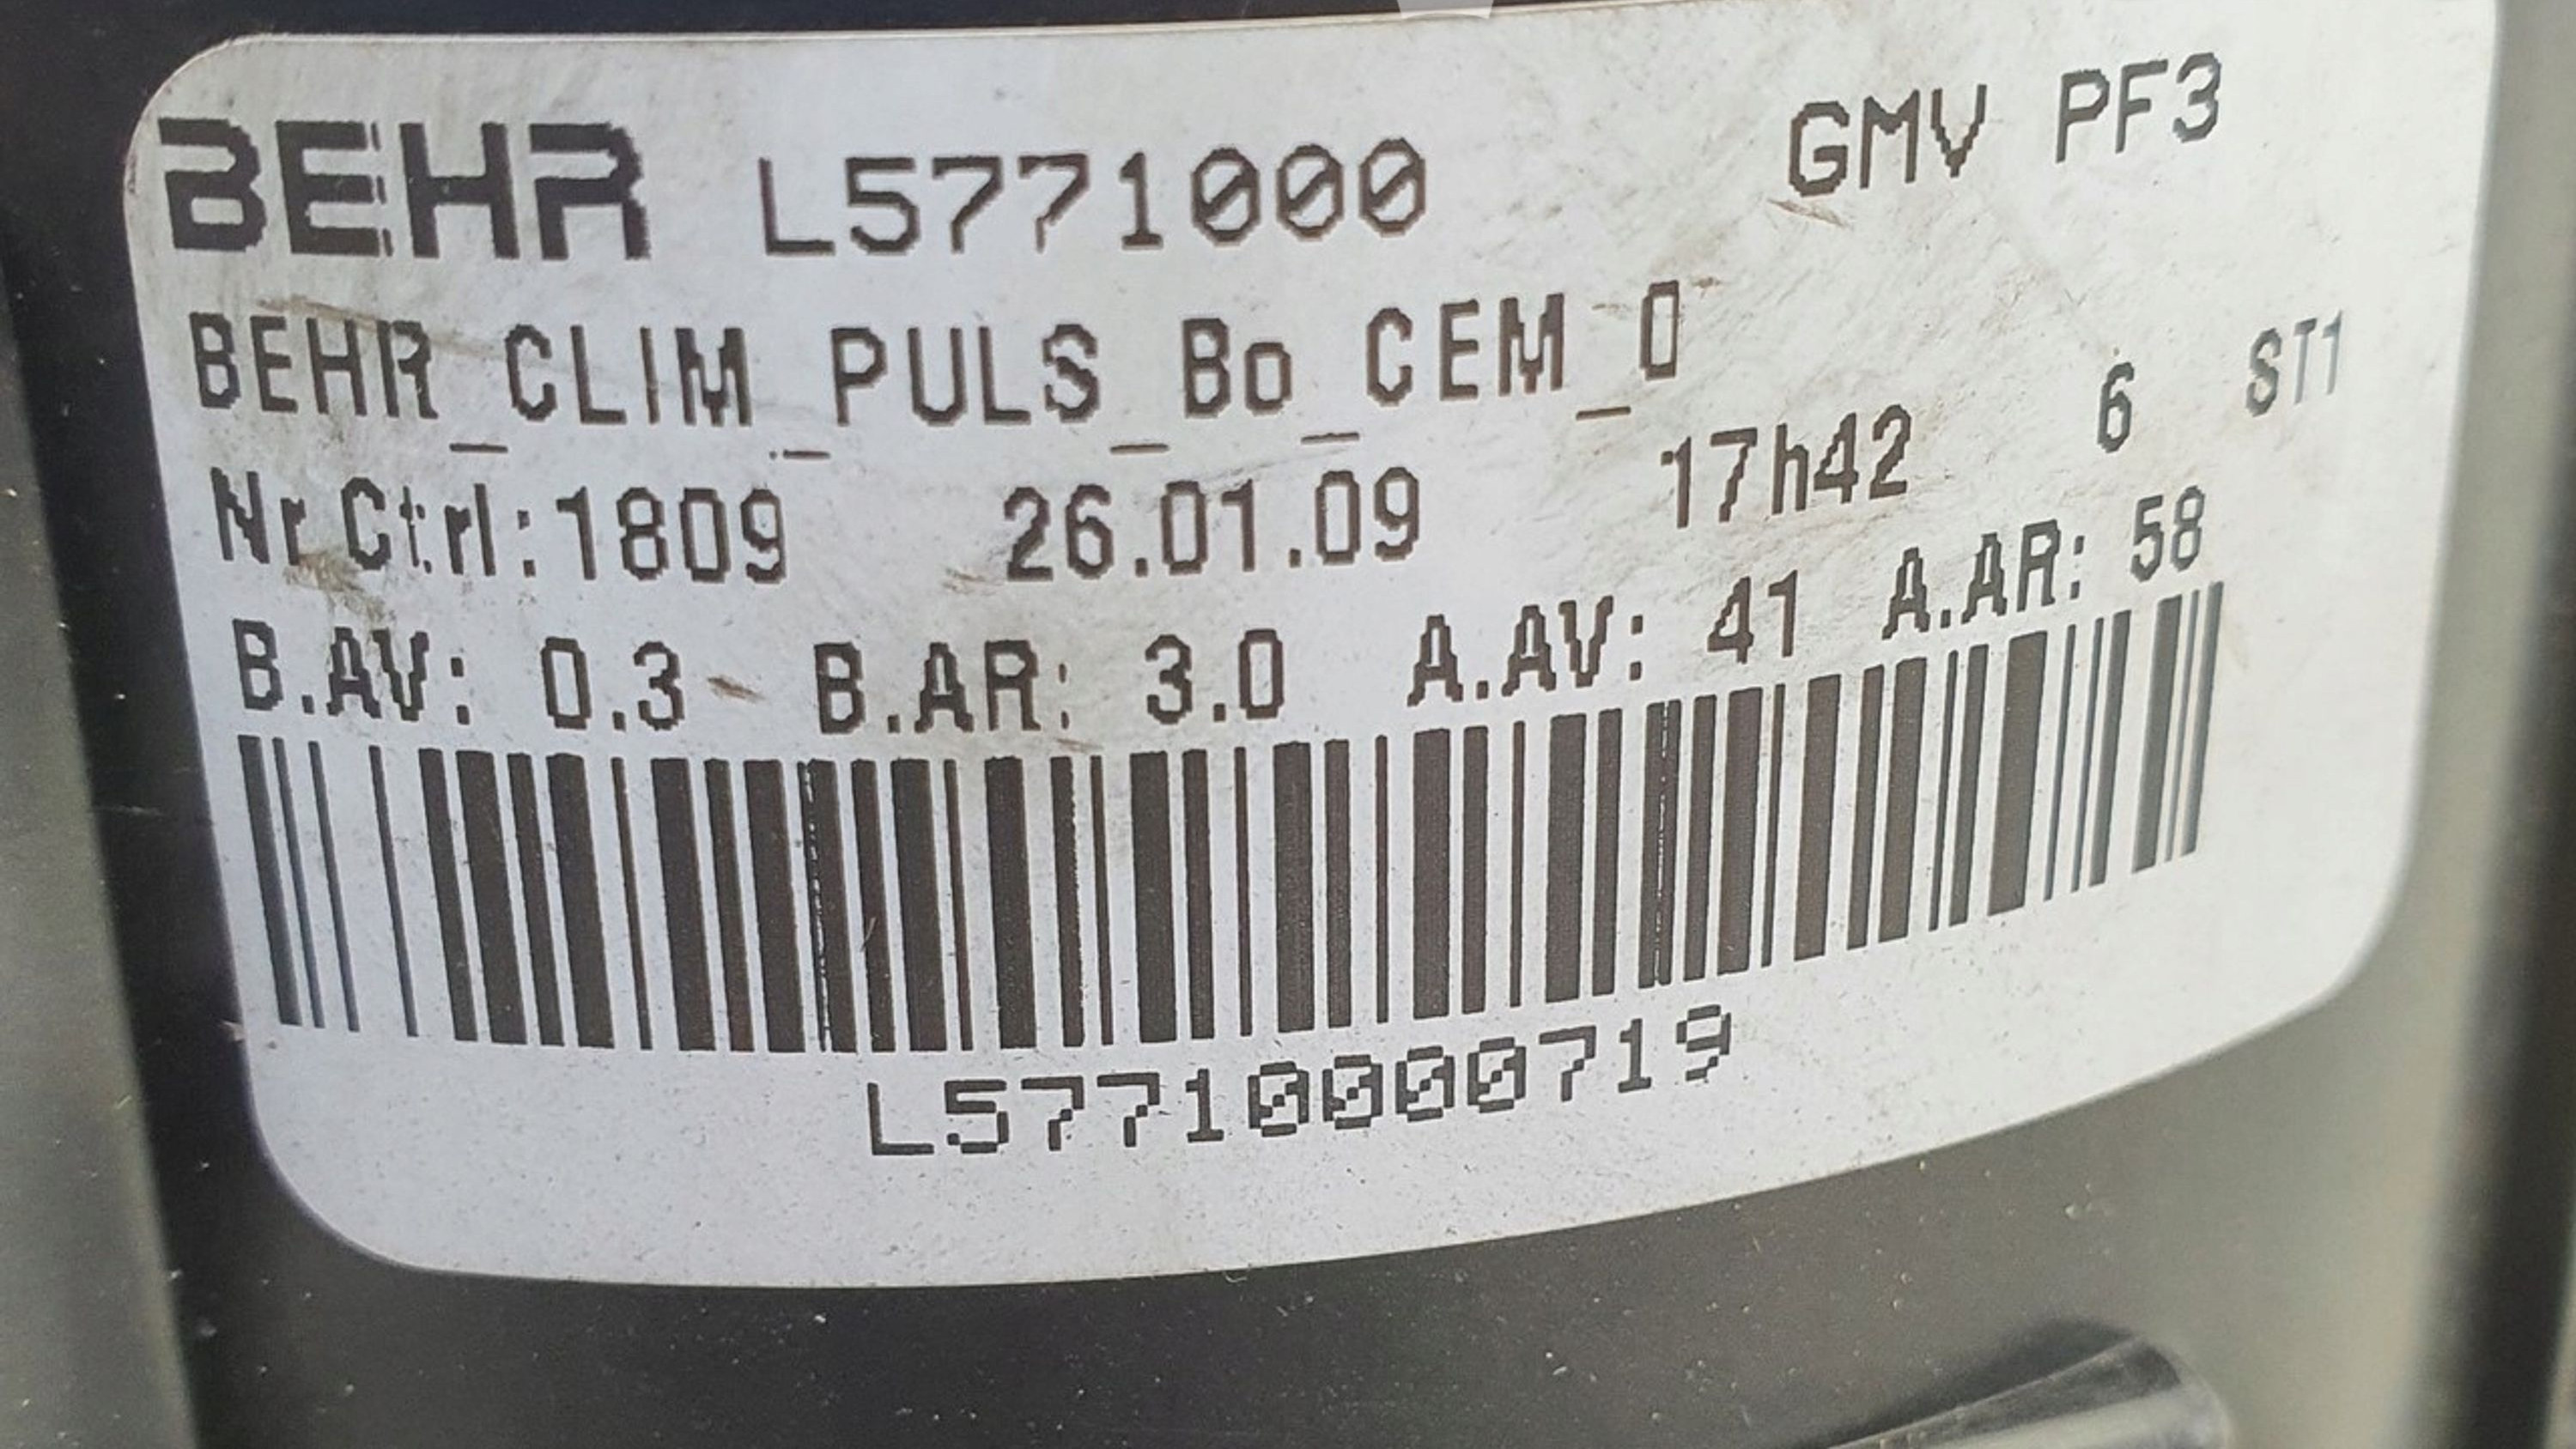 BEHR L5771000 GMV PF3
BEHR_CLIM_PULS_Bo_CEM_0
Nr Ctrl:1809 26.01.09 17h42 6 ST1
B.AV: 0.3 B.AR: 3.0 A.AV: 41 A.AR: 58
L57710000719